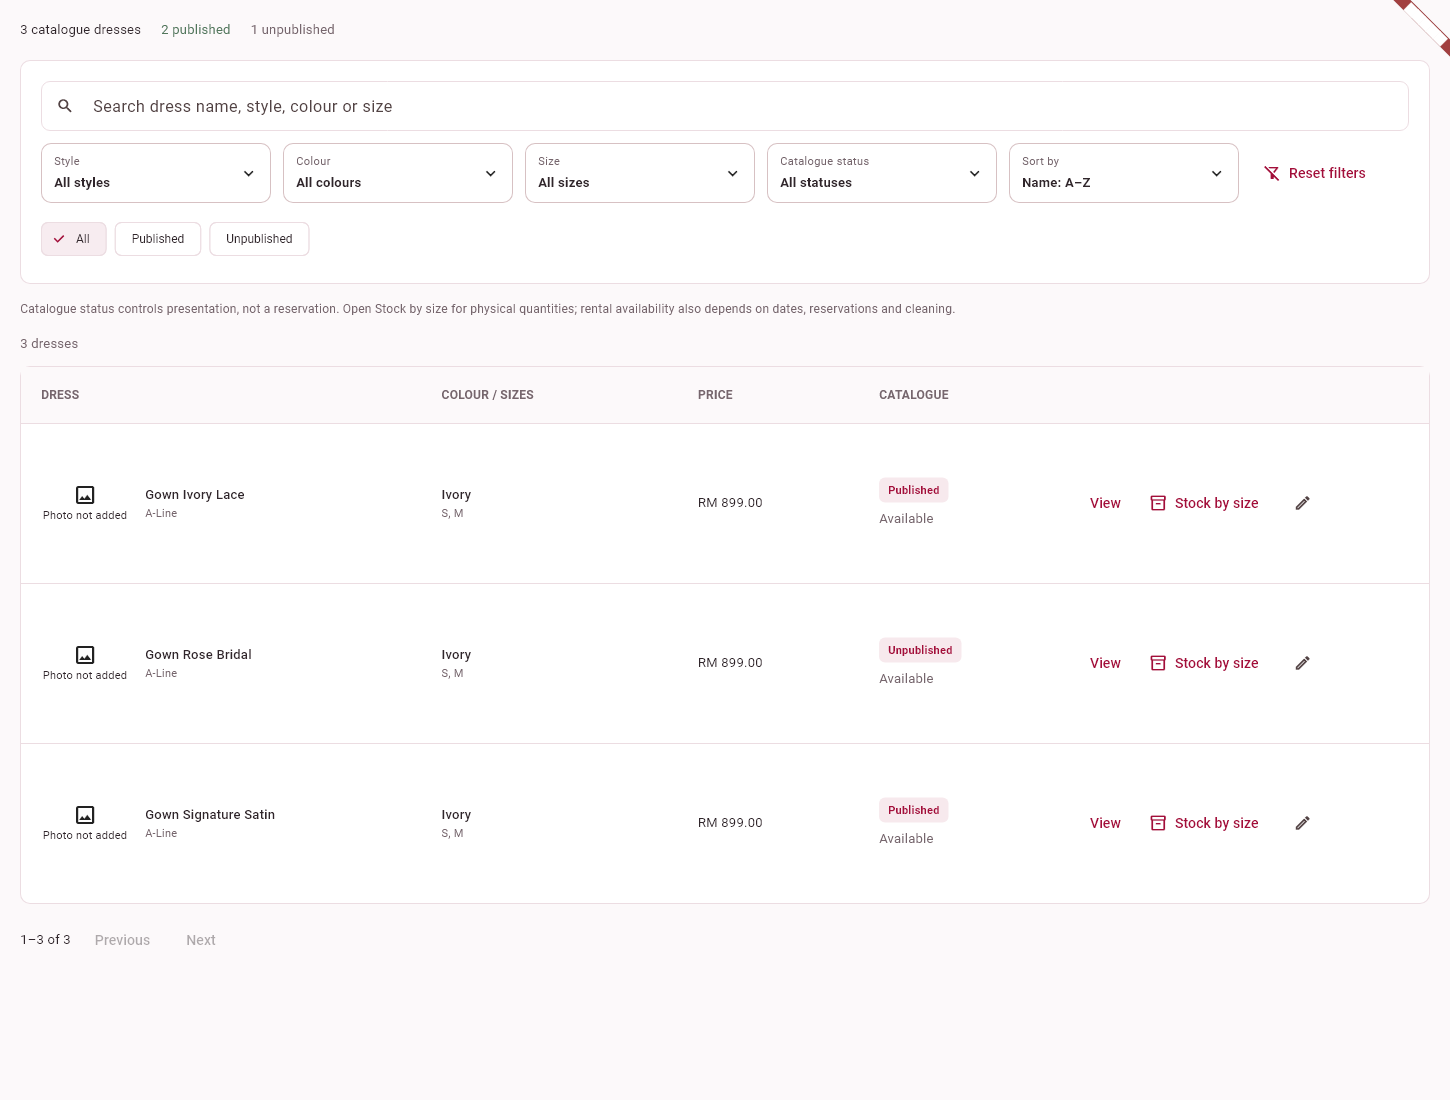 3 catalogue dresses 2 published 1 unpublished
Search dress name, style, colour or size
Style Colour Size Catalogue status Sort by
All styles All colours All sizes All statuses Name: A–Z Reset filters
All Published Unpublished
Catalogue status controls presentation, not a reservation. Open Stock by size for physical quantities; rental availability also depends on dates, reservations and cleaning.
3 dresses
DRESS COLOUR / SIZES PRICE CATALOGUE
Photo not added
Gown Ivory Lace
A-Line
Ivory
S, M
RM 899.00
Published
Available
View Stock by size
Photo not added
Gown Rose Bridal
A-Line
Ivory
S, M
RM 899.00
Unpublished
Available
View Stock by size
Photo not added
Gown Signature Satin
A-Line
Ivory
S, M
RM 899.00
Published
Available
View Stock by size
1–3 of 3 Previous Next